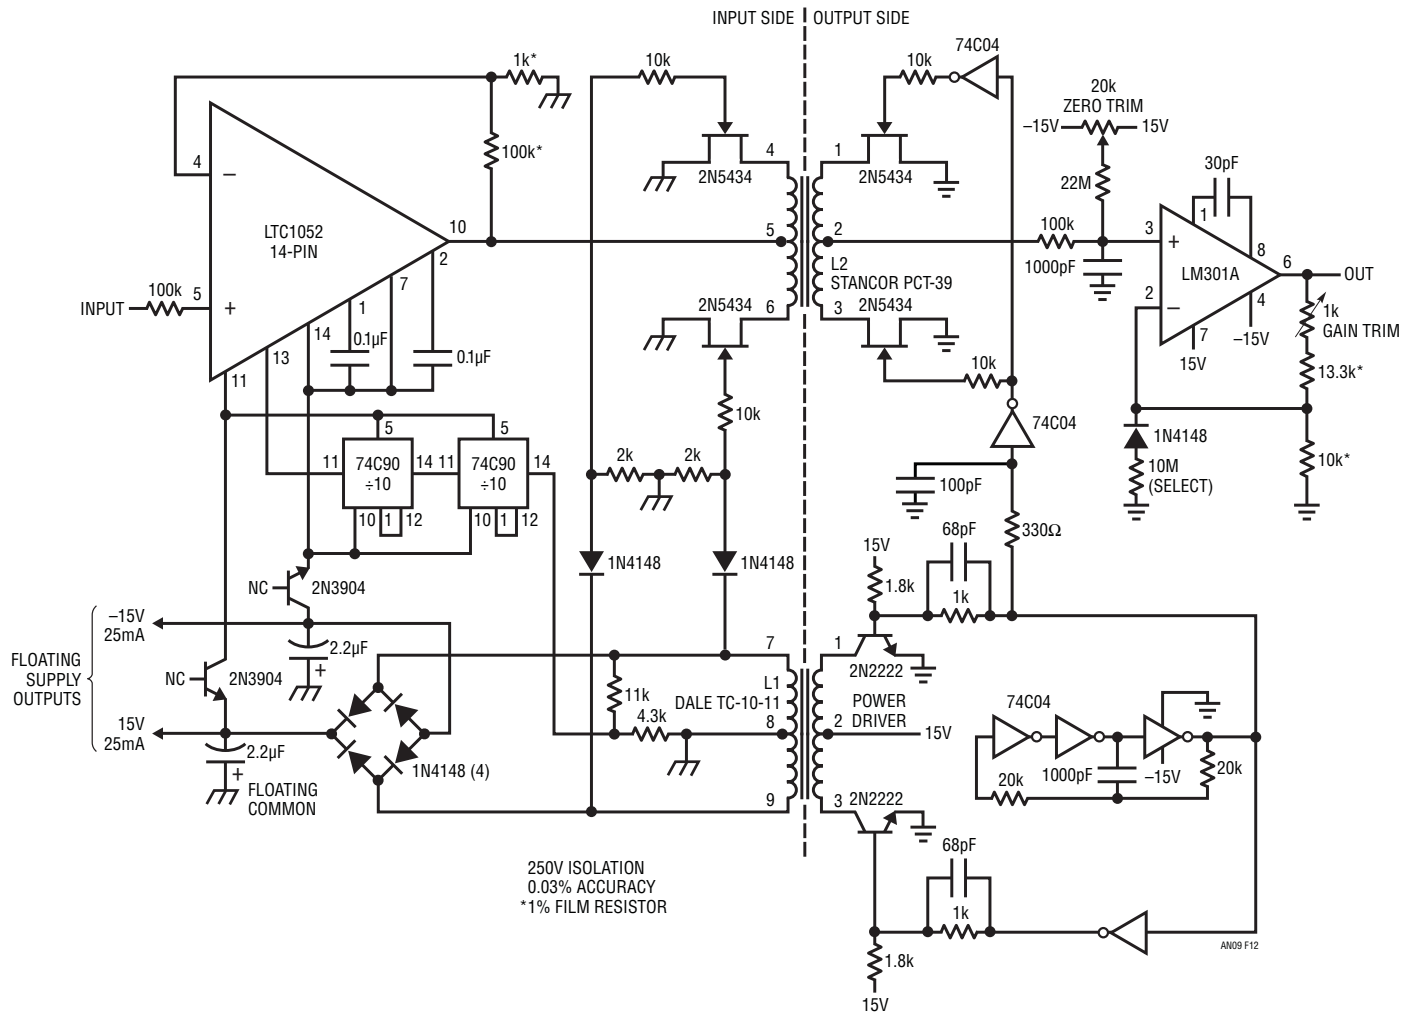 INPUT SIDE
OUTPUT SIDE
1k*
10k
10k
74C04
20k
ZERO TRIM
–15V
15V
4
–
100k*
4
1
2N5434
2N5434
22M
30pF
1
LTC1052
14-PIN
10
5
2
100k
3
+
8
LM301A
6
OUT
2
L2
STANCOR PCT-39
1000pF
INPUT
100k
5
+
7
1
14
13
11
2N5434
6
3
2N5434
2
–
4
–15V
7
15V
1k
GAIN TRIM
0.1µF
0.1µF
10k
13.3k*
10k
74C04
5
5
11
74C90
÷10
14
11
74C90
÷10
14
10
1
12
10
1
12
2k
2k
1N4148
10M
(SELECT)
10k*
100pF
330Ω
68pF
NC
2N3904
1N4148
1N4148
15V
1.8k
1k
–15V
25mA
2.2µF
FLOATING
SUPPLY
OUTPUTS
NC
2N3904
7
1
2N2222
11k
L1
DALE TC-10-11
POWER
DRIVER
74C04
4.3k
8
2
15V
15V
25mA
2.2µF
1N4148 (4)
20k
1000pF
–15V
20k
FLOATING
COMMON
9
3
2N2222
68pF
1k
250V ISOLATION
0.03% ACCURACY
*1% FILM RESISTOR
1.8k
15V
AN09 F12